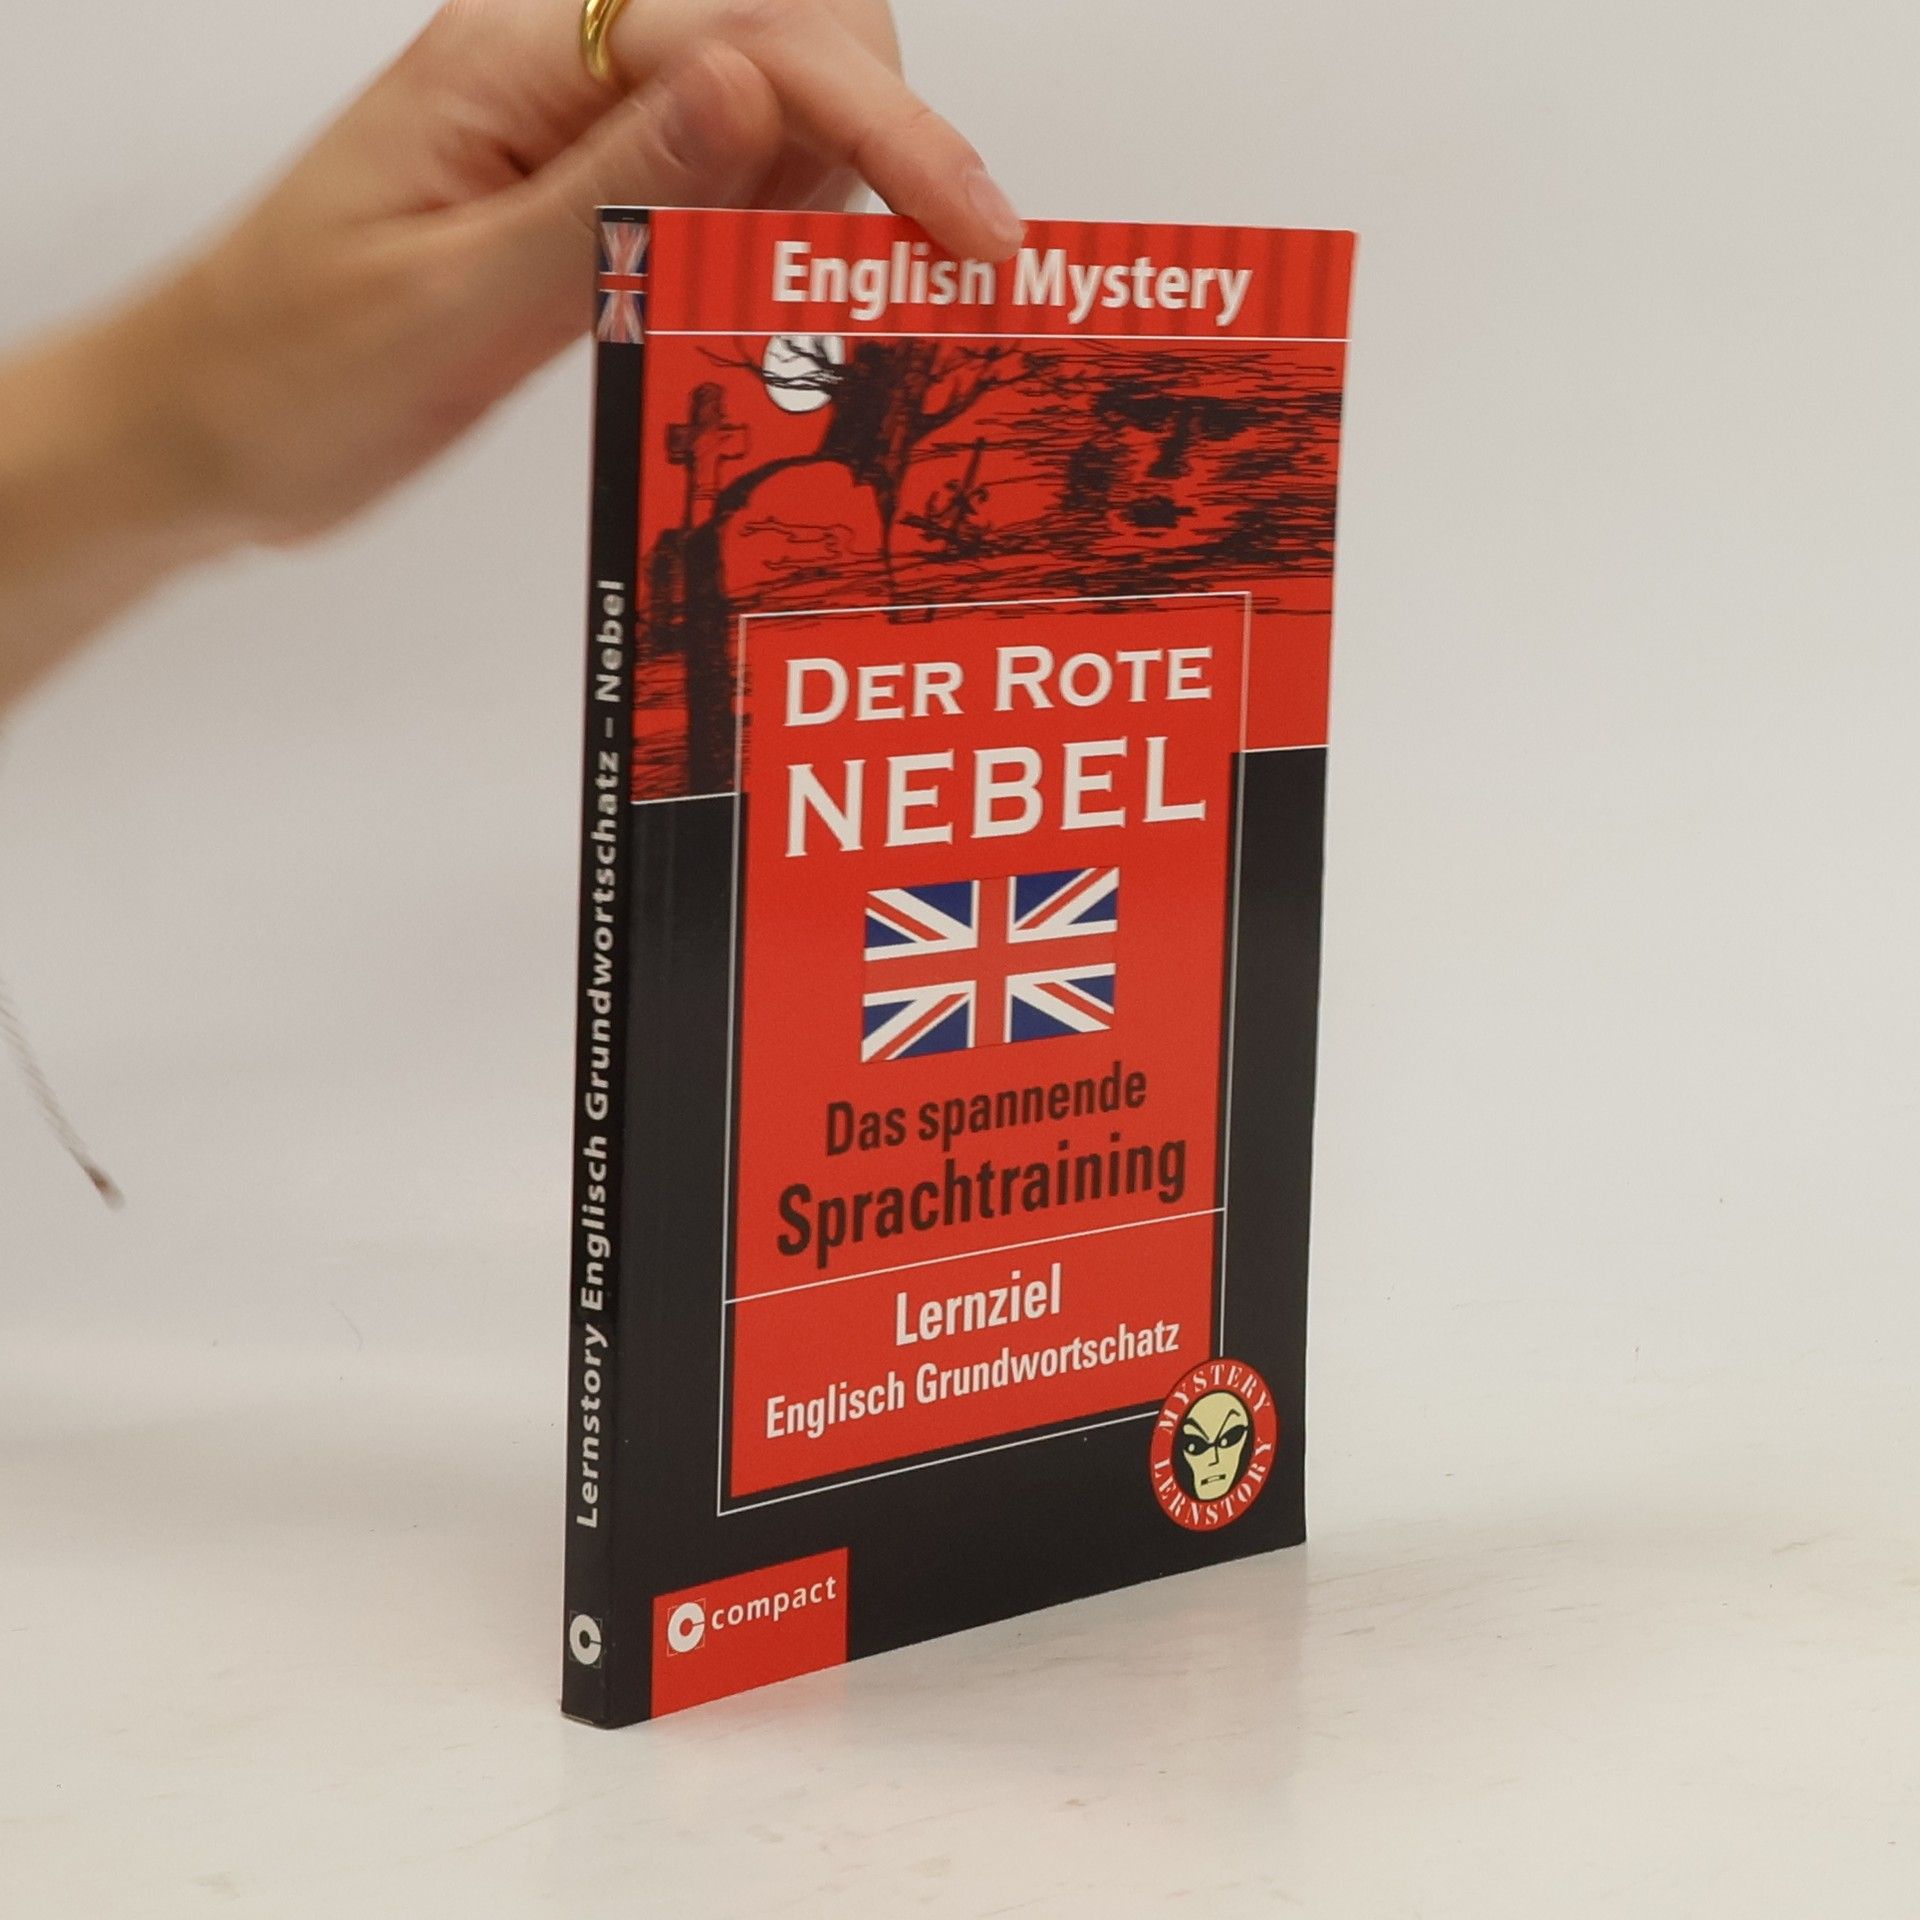 English Mystery
DER ROTE
NEBEL
Das spannende
Sprachtraining
Lernziel
Englisch Grundwortschatz
MYSTERY
LERNSTORY
compact
Lernstory Englisch Grundwortschatz – Nebel